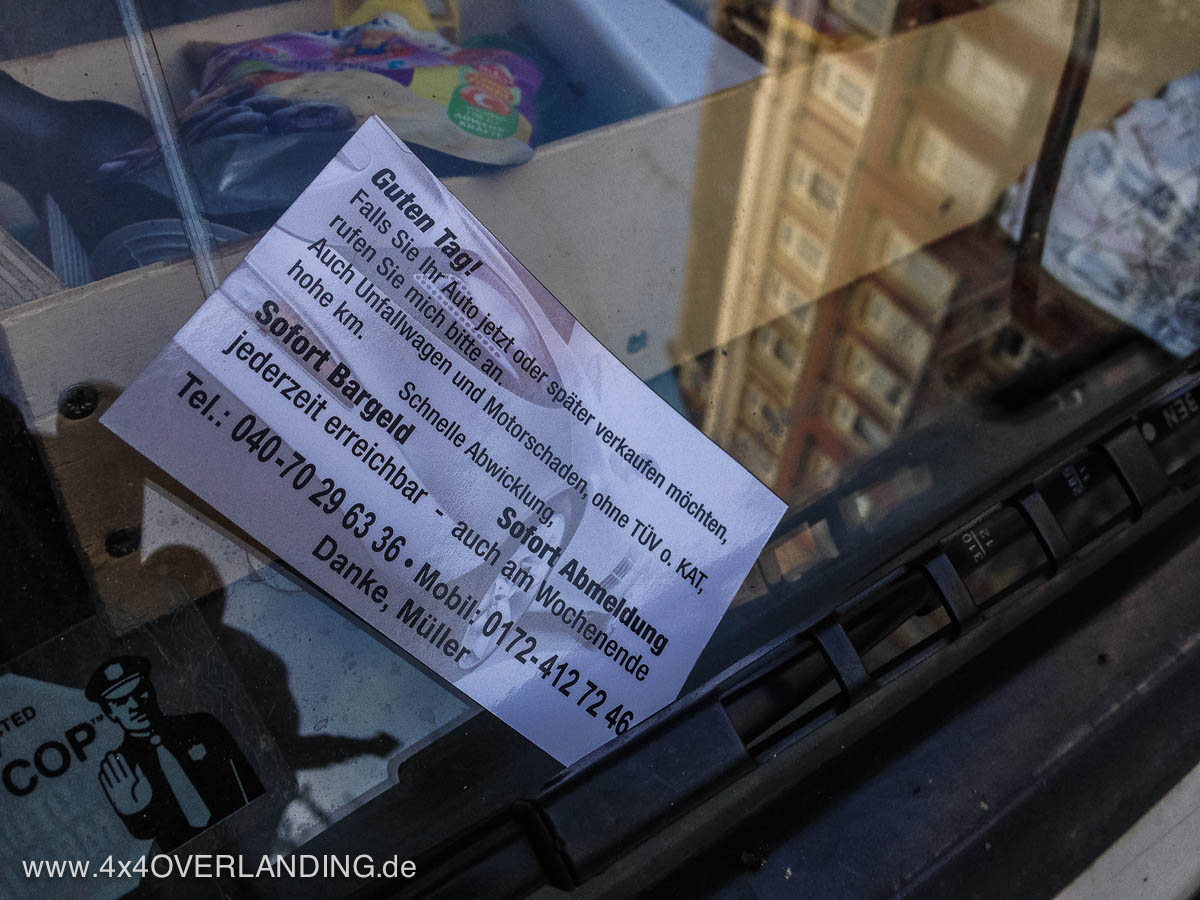 Guten Tag!
Falls Sie Ihr Auto jetzt oder später verkaufen möchten,
rufen Sie mich bitte an.
Auch Unfallwagen und Motorschaden, ohne TÜV o. KAT,
hohe km.
Schnelle Abwicklung,
Sofort Bargeld Sofort Abmeldung
jederzeit erreichbar - auch am Wochenende
Tel.: 040-70 29 63 36 • Mobil: 0172-412 72 46
Danke, Müller
COP™
www.4x4OVERLANDING.de